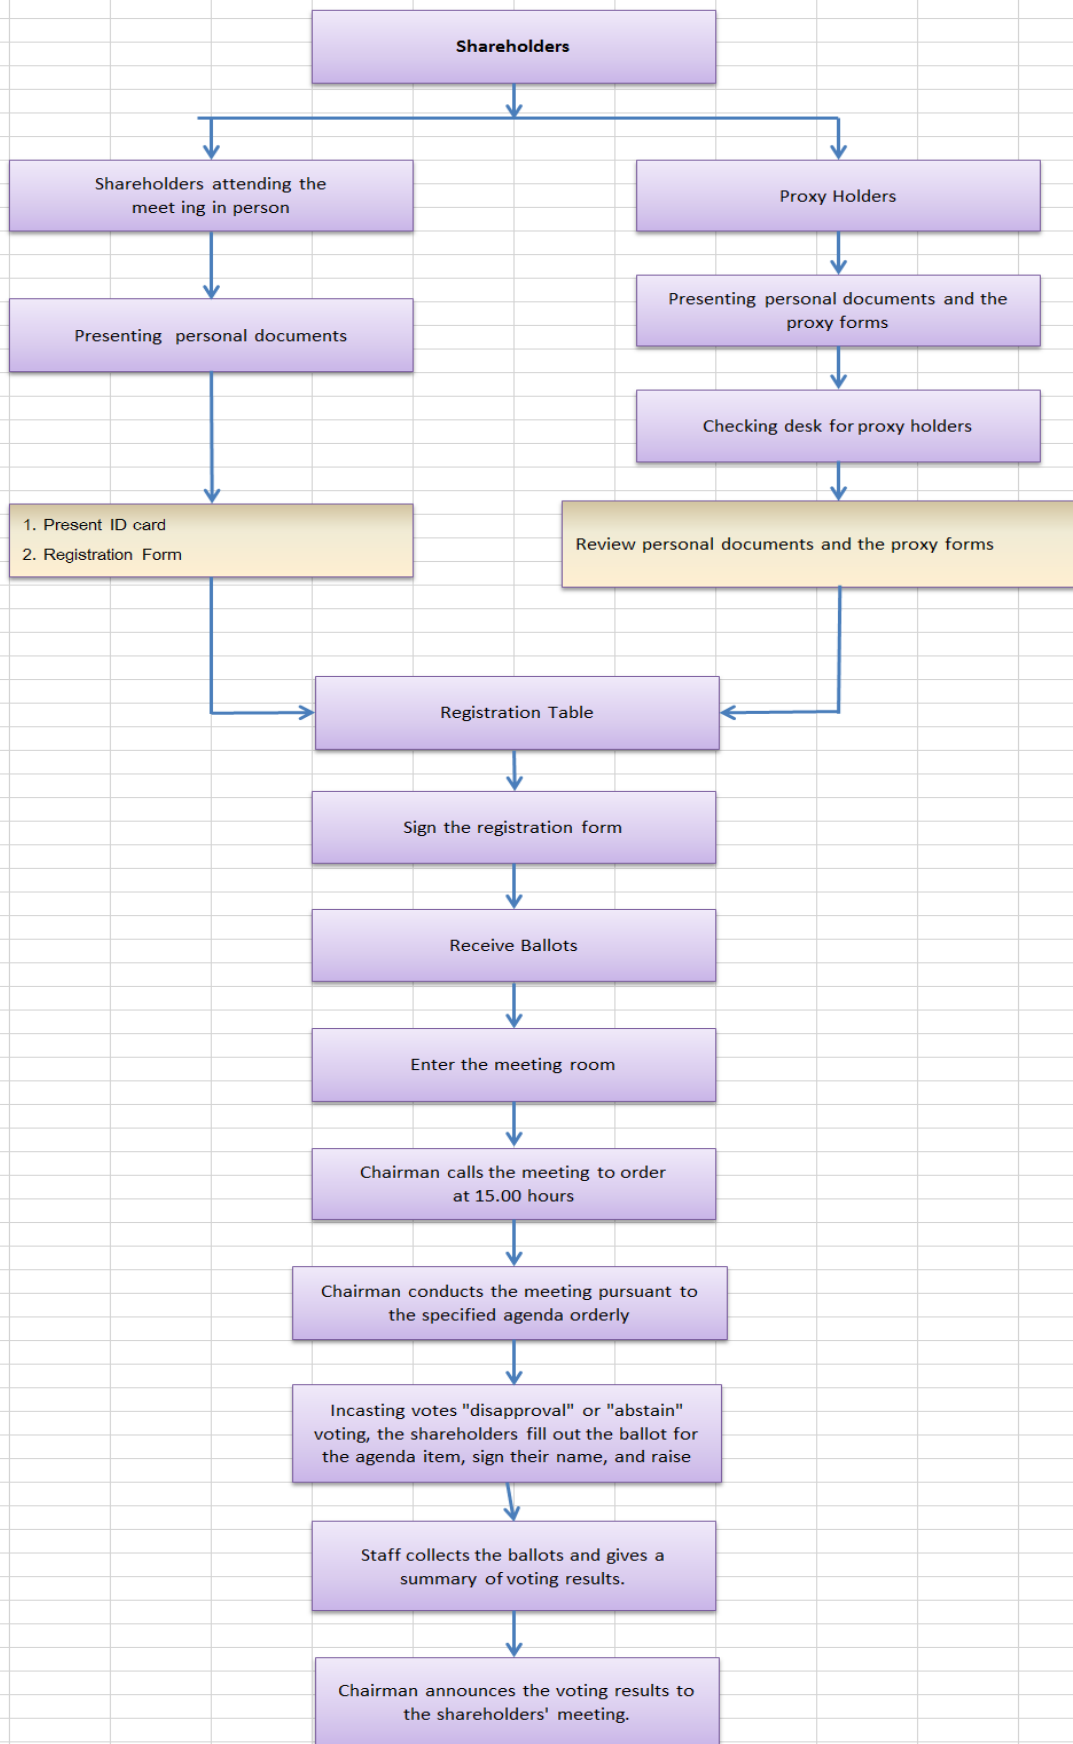 Shareholders
Shareholders attending the
meet ing in person
Proxy Holders
Presenting personal documents
Presenting personal documents and the
proxy forms
Checking desk for proxy holders
1. Present ID card
2. Registration Form
Review personal documents and the proxy forms
Registration Table
Sign the registration form
Receive Ballots
Enter the meeting room
Chairman calls the meeting to order
at 15.00 hours
Chairman conducts the meeting pursuant to
the specified agenda orderly
Incasting votes "disapproval" or "abstain"
voting, the shareholders fill out the ballot for
the agenda item, sign their name, and raise
Staff collects the ballots and gives a
summary of voting results.
Chairman announces the voting results to
the shareholders' meeting.